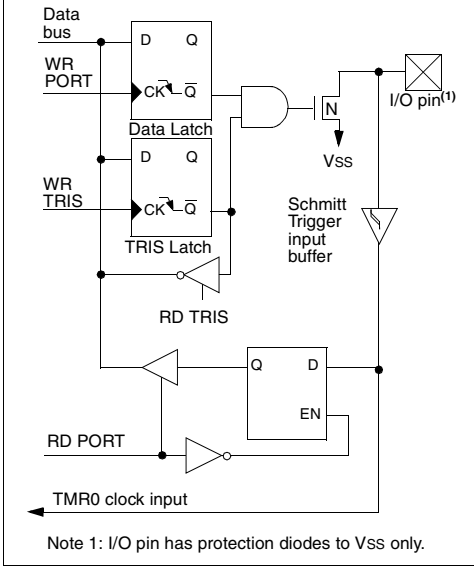 Data
bus
D Q
WR
PORT
CK Q
N
I/O pin(1)
Data Latch
VSS
D Q
WR
TRIS
CK Q
Schmitt
Trigger
input
buffer
TRIS Latch
RD TRIS
Q D
EN
RD PORT
TMR0 clock input
Note 1: I/O pin has protection diodes to VSS only.